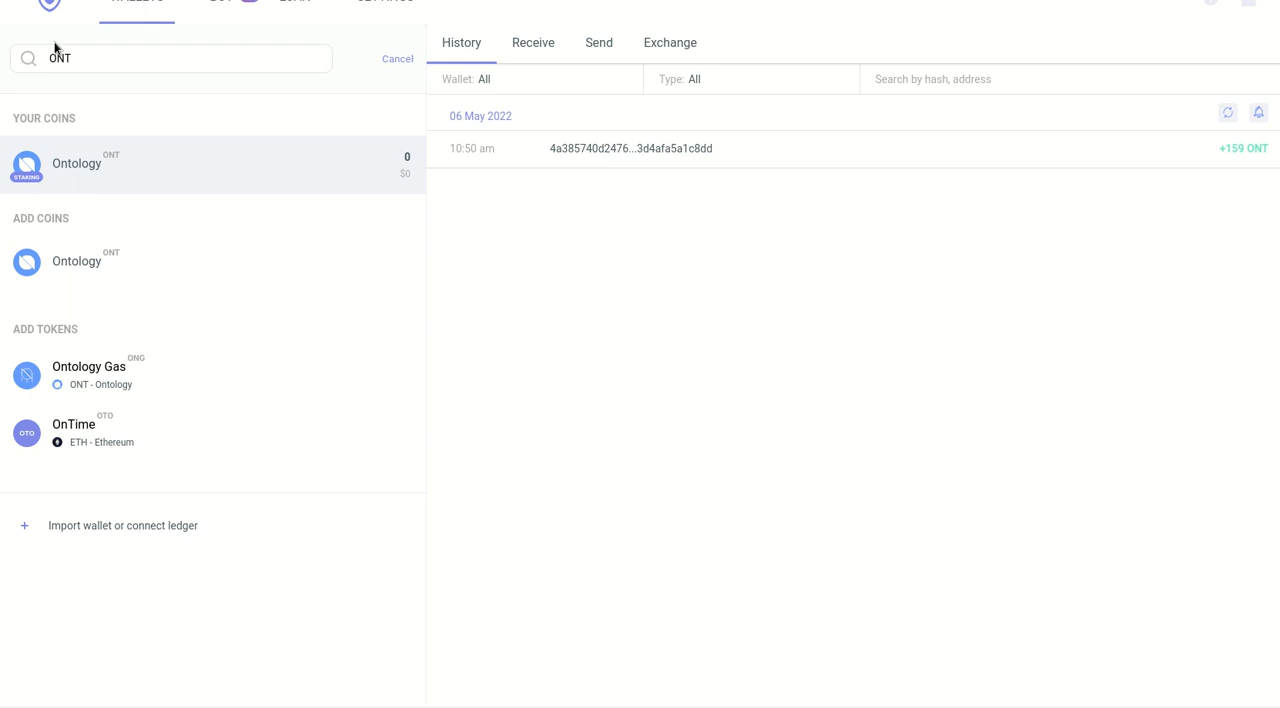 ONT
Cancel
YOUR COINS
Ontology ONT
STAKING
0
$0
ADD COINS
Ontology ONT
ADD TOKENS
Ontology Gas ONG
ONT - Ontology
OTO
OnTime OTO
ETH - Ethereum
+ Import wallet or connect ledger
History Receive Send Exchange
Wallet: All Type: All Search by hash, address
06 May 2022
10:50 am 4a385740d2476...3d4afa5a1c8dd +159 ONT